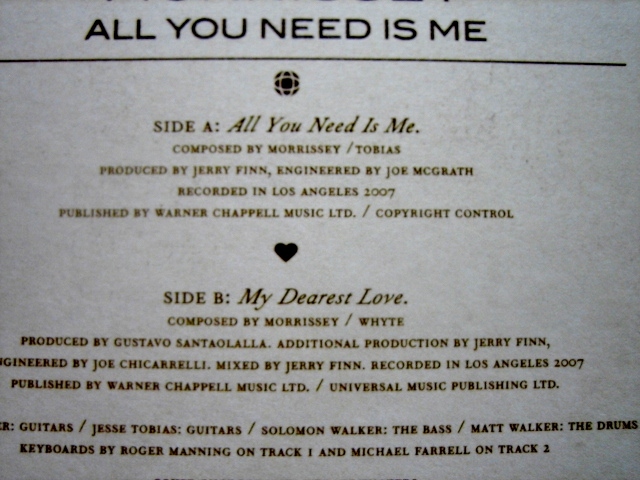 ALL YOU NEED IS ME
SIDE A: All You Need Is Me.
COMPOSED BY MORRISSEY / TOBIAS
PRODUCED BY JERRY FINN, ENGINEERED BY JOE MCGRATH
RECORDED IN LOS ANGELES 2007
PUBLISHED BY WARNER CHAPPELL MUSIC LTD. / COPYRIGHT CONTROL
SIDE B: My Dearest Love.
COMPOSED BY MORRISSEY / WHYTE
PRODUCED BY GUSTAVO SANTAOLALLA. ADDITIONAL PRODUCTION BY JERRY FINN,
NGINEERED BY JOE CHICARRELLI. MIXED BY JERRY FINN. RECORDED IN LOS ANGELES 2007
PUBLISHED BY WARNER CHAPPELL MUSIC LTD. / UNIVERSAL MUSIC PUBLISHING LTD.
ER: GUITARS / JESSE TOBIAS: GUITARS / SOLOMON WALKER: THE BASS / MATT WALKER: THE DRUMS
KEYBOARDS BY ROGER MANNING ON TRACK 1 AND MICHAEL FARRELL ON TRACK 2